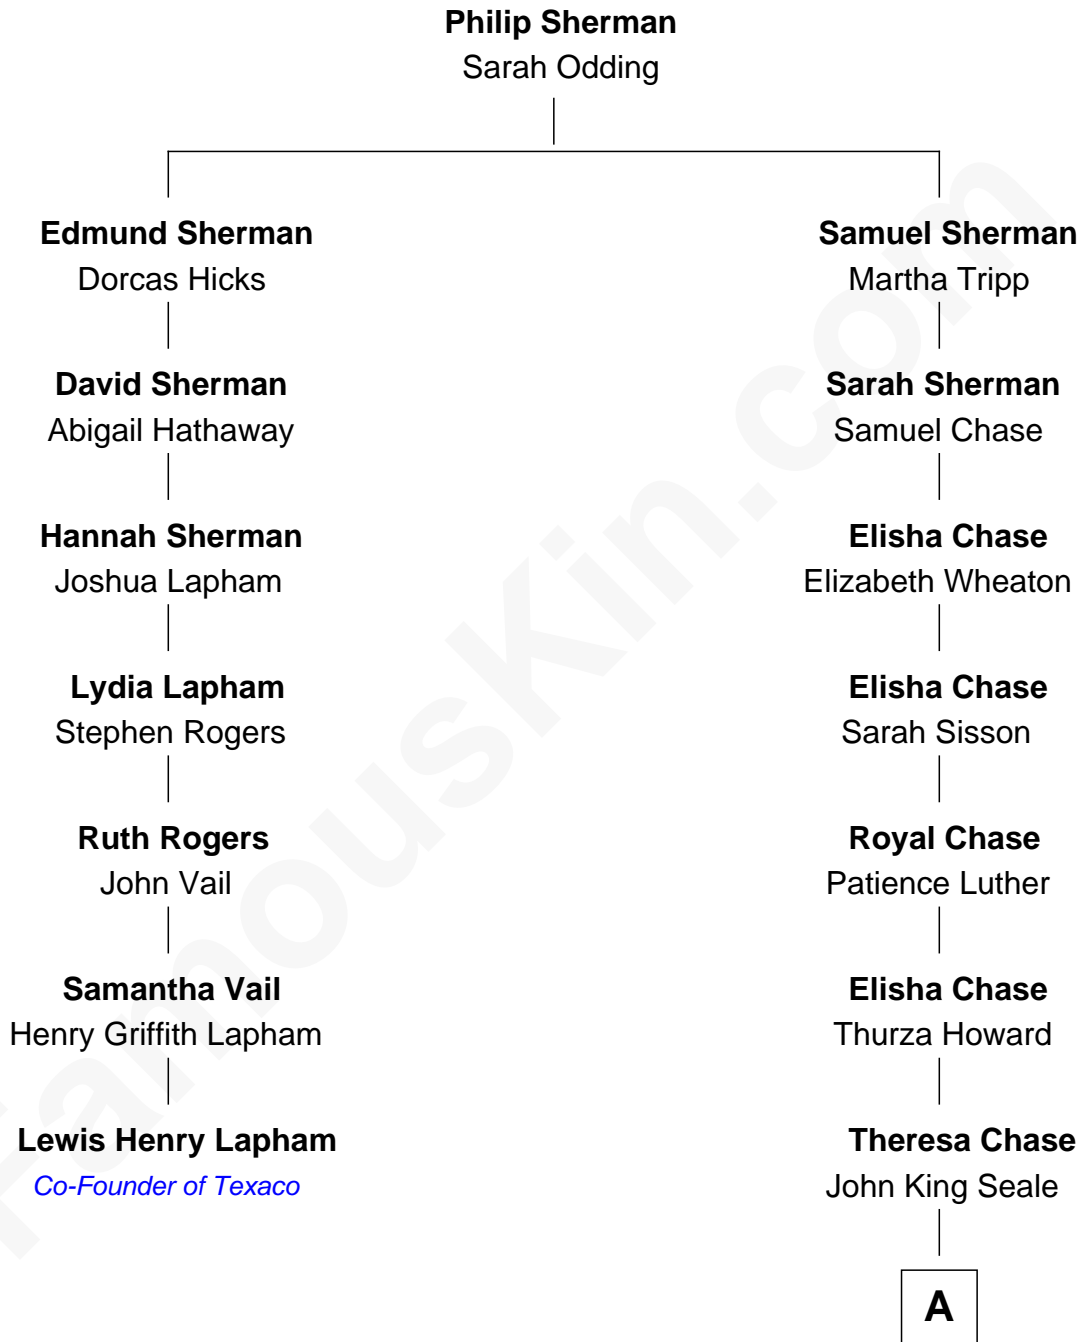 Philip Sherman
Sarah Odding
Edmund Sherman
Dorcas Hicks
Samuel Sherman
Martha Tripp
David Sherman
Abigail Hathaway
Sarah Sherman
Samuel Chase
Hannah Sherman
Joshua Lapham
Elisha Chase
Elizabeth Wheaton
Lydia Lapham
Stephen Rogers
Elisha Chase
Sarah Sisson
Ruth Rogers
John Vail
Royal Chase
Patience Luther
Samantha Vail
Henry Griffith Lapham
Elisha Chase
Thurza Howard
Lewis Henry Lapham
Co-Founder of Texaco
Theresa Chase
John King Seale
A
FamousKin.com